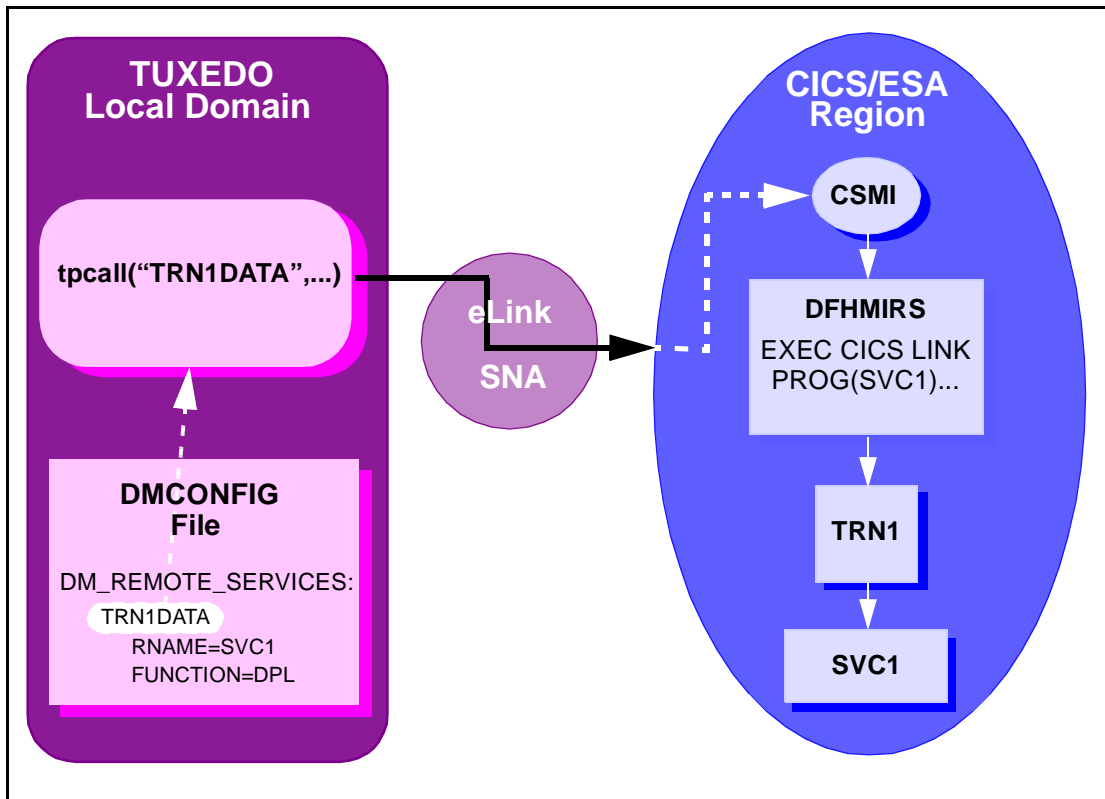 TUXEDO
Local Domain
tpcall(“TRN1DATA”,...)
DMCONFIG
File
DM_REMOTE_SERVICES:
TRN1DATA
RNAME=SVC1
FUNCTION=DPL
eLink
SNA
CICS/ESA
Region
CSMI
DFHMIRS
EXEC CICS LINK
PROG(SVC1)...
TRN1
SVC1